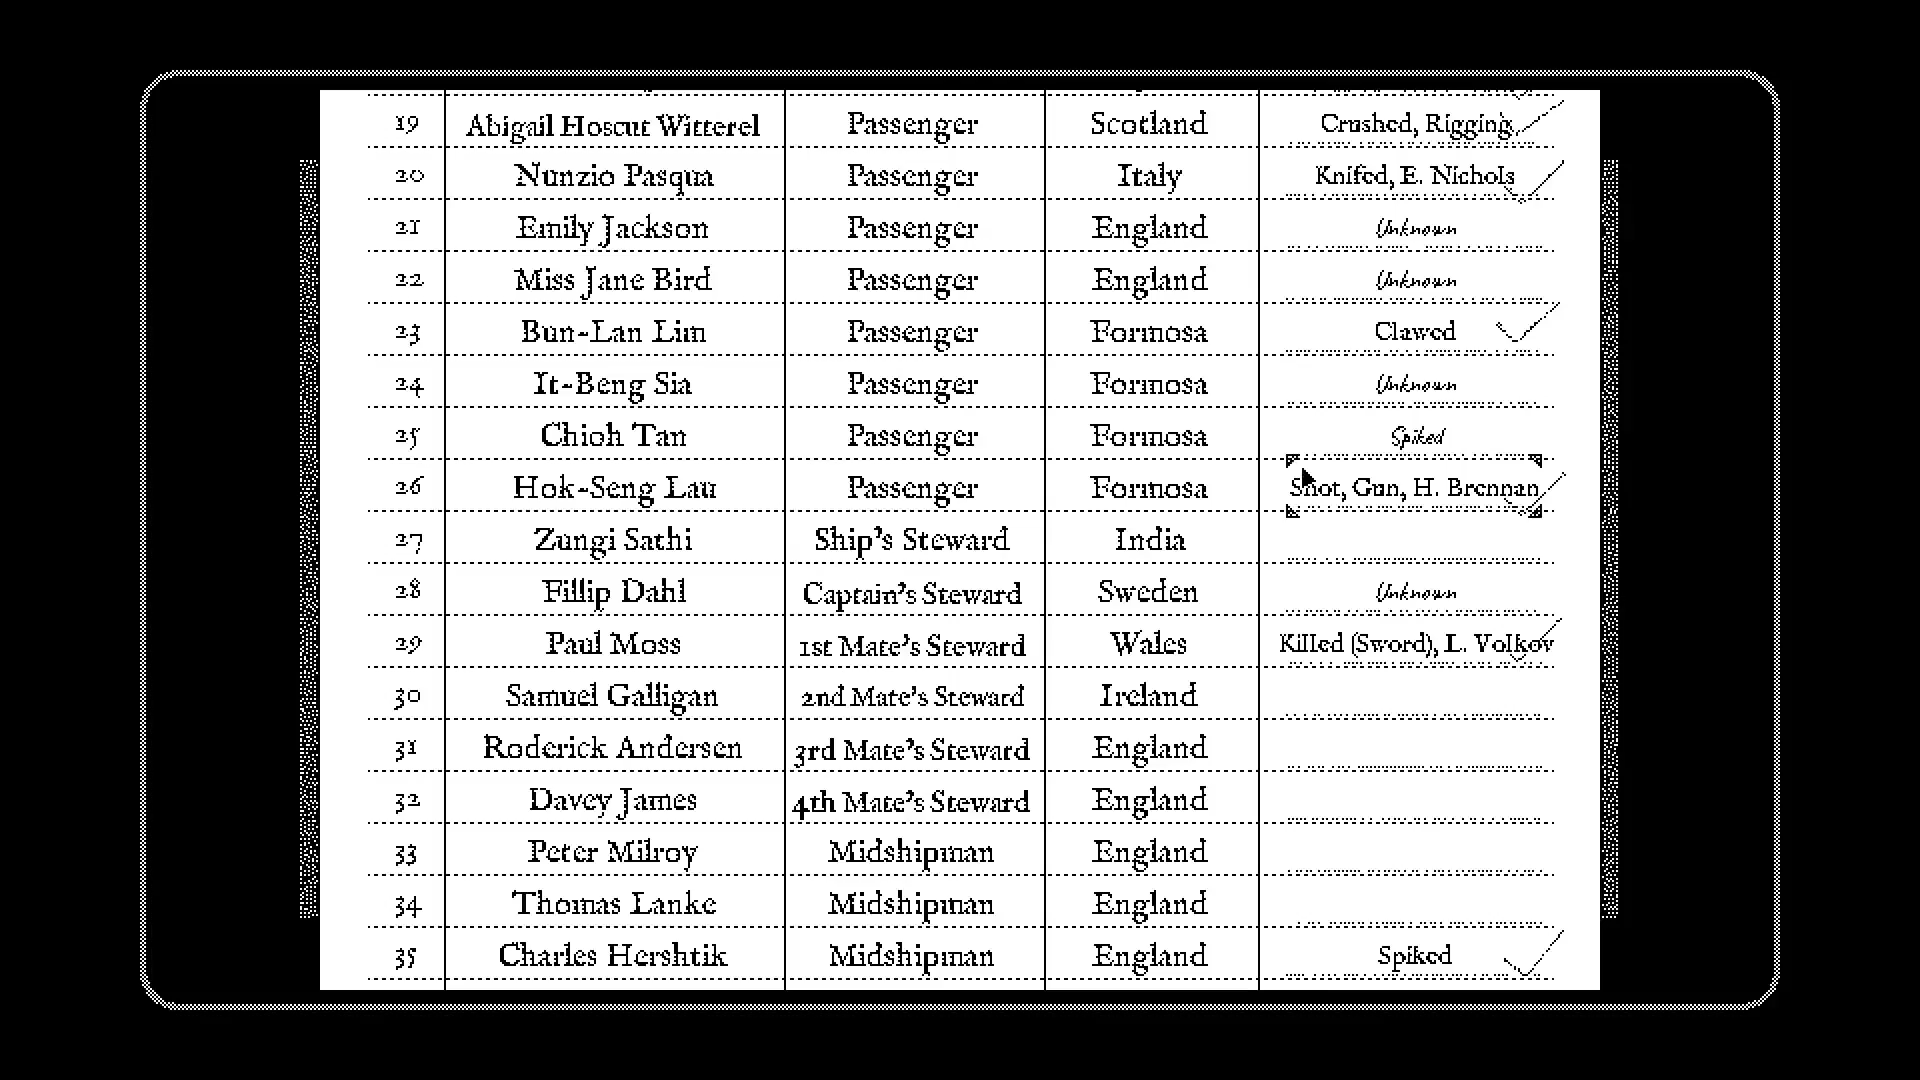 19 Abigail Hoscut Witterel Passenger Scotland Crushed, Rigging
20 Nunzio Pasqua Passenger Italy Knifed, E. Nichols
21 Emily Jackson Passenger England Unknown
22 Miss Jane Bird Passenger England Unknown
23 Bun-Lan Lim Passenger Formosa Clawed
24 It-Beng Sia Passenger Formosa Unknown
25 Chioh Tan Passenger Formosa Spiked
26 Hok-Seng Lau Passenger Formosa Shot, Gun, H. Brennan
27 Zungi Sathi Ship's Steward India
28 Fillip Dahl Captain's Steward Sweden Unknown
29 Paul Moss 1st Mate's Steward Wales Killed (Sword), L. Volkov
30 Samuel Galligan 2nd Mate's Steward Ireland
31 Roderick Andersen 3rd Mate's Steward England
32 Davey James 4th Mate's Steward England
33 Peter Milroy Midshipman England
34 Thomas Lanke Midshipman England
35 Charles Hershtik Midshipman England Spiked